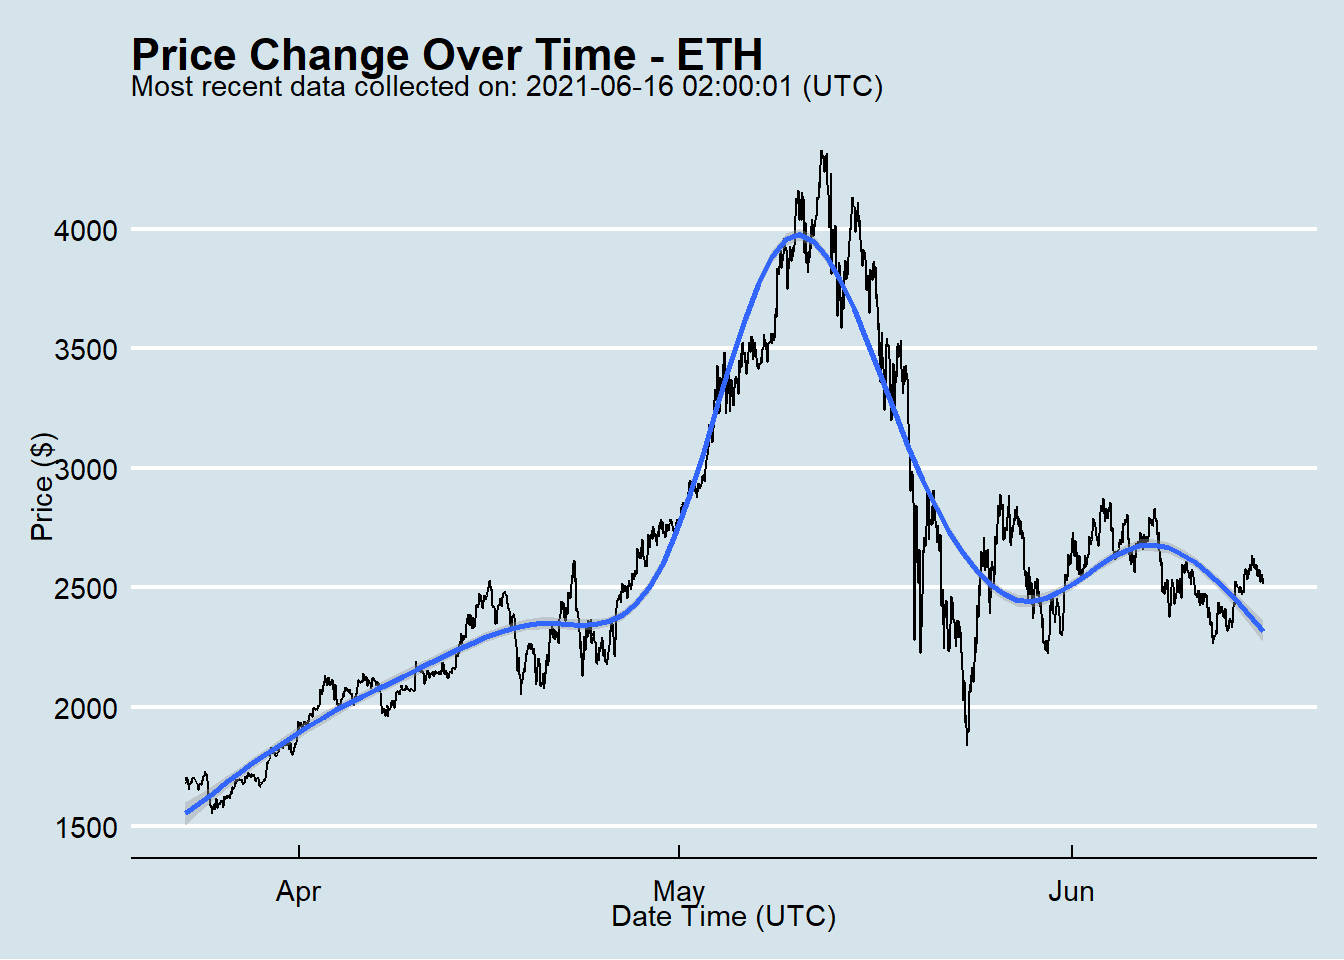 Price Change Over Time - ETH
Most recent data collected on: 2021-06-16 02:00:01 (UTC)
4000
3500
3000
2500
2000
1500
Price ($)
Apr
May
Jun
Date Time (UTC)